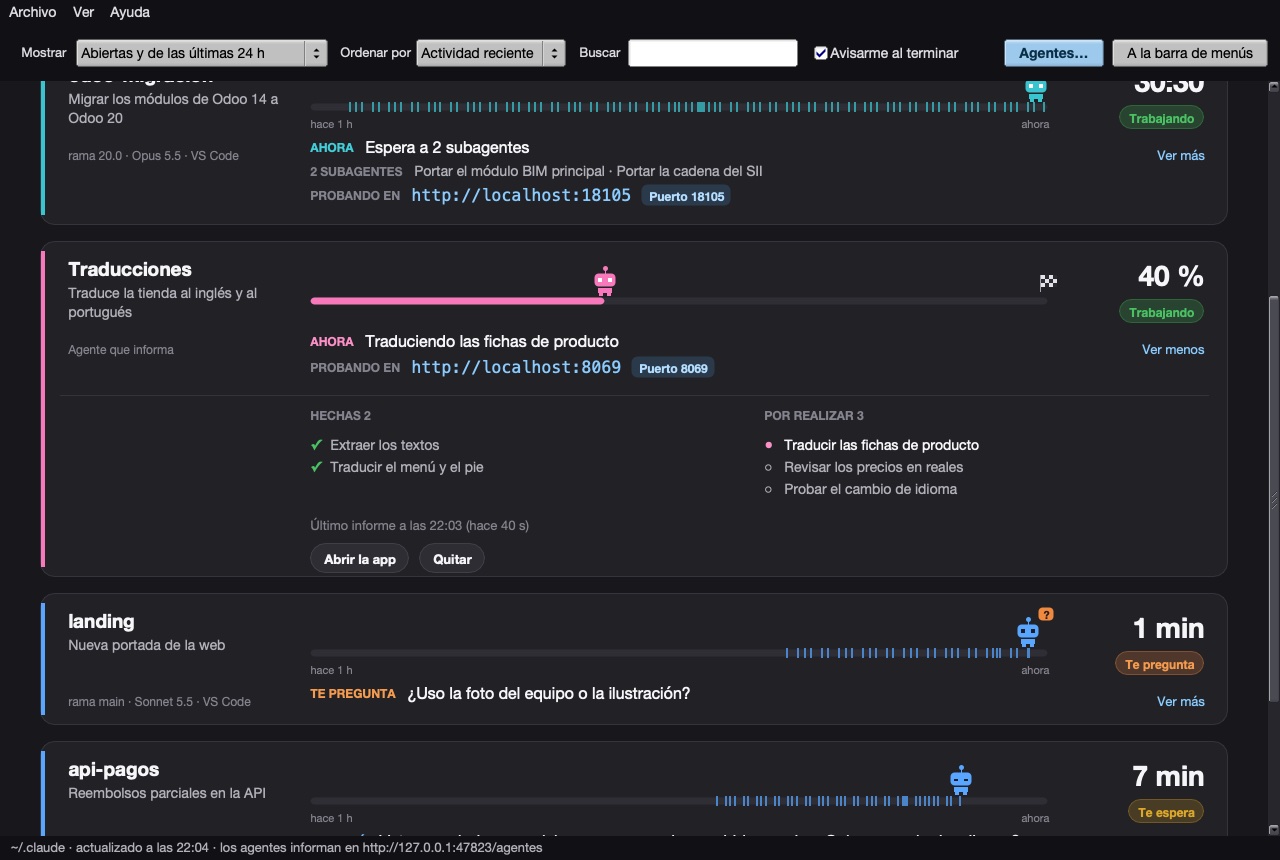 Archivo Ver Ayuda
Mostrar Abiertas y de las últimas 24 h Ordenar por Actividad reciente Buscar Avisarme al terminar Agentes... A la barra de menús
30:30
Migrar los módulos de Odoo 14 a
Odoo 20
hace 1 h ahora
Trabajando
AHORA Espera a 2 subagentes
rama 20.0 · Opus 5.5 · VS Code
Ver más
2 SUBAGENTES Portar el módulo BIM principal · Portar la cadena del SII
PROBANDO EN http://localhost:18105 Puerto 18105
Traducciones
40 %
Traduce la tienda al inglés y al
portugués
Trabajando
AHORA Traduciendo las fichas de producto
Agente que informa
Ver menos
PROBANDO EN http://localhost:8069 Puerto 8069
HECHAS 2
✓ Extraer los textos
✓ Traducir el menú y el pie
POR REALIZAR 3
Traducir las fichas de producto
Revisar los precios en reales
Probar el cambio de idioma
Último informe a las 22:03 (hace 40 s)
Abrir la app Quitar
landing
?
1 min
Nueva portada de la web
hace 1 h ahora
Te pregunta
TE PREGUNTA ¿Uso la foto del equipo o la ilustración?
rama main · Sonnet 5.5 · VS Code
Ver más
api-pagos
7 min
Reembolsos parciales en la API
hace 1 h ahora
Te espera
~/.claude · actualizado a las 22:04 · los agentes informan en http://127.0.0.1:47823/agentes